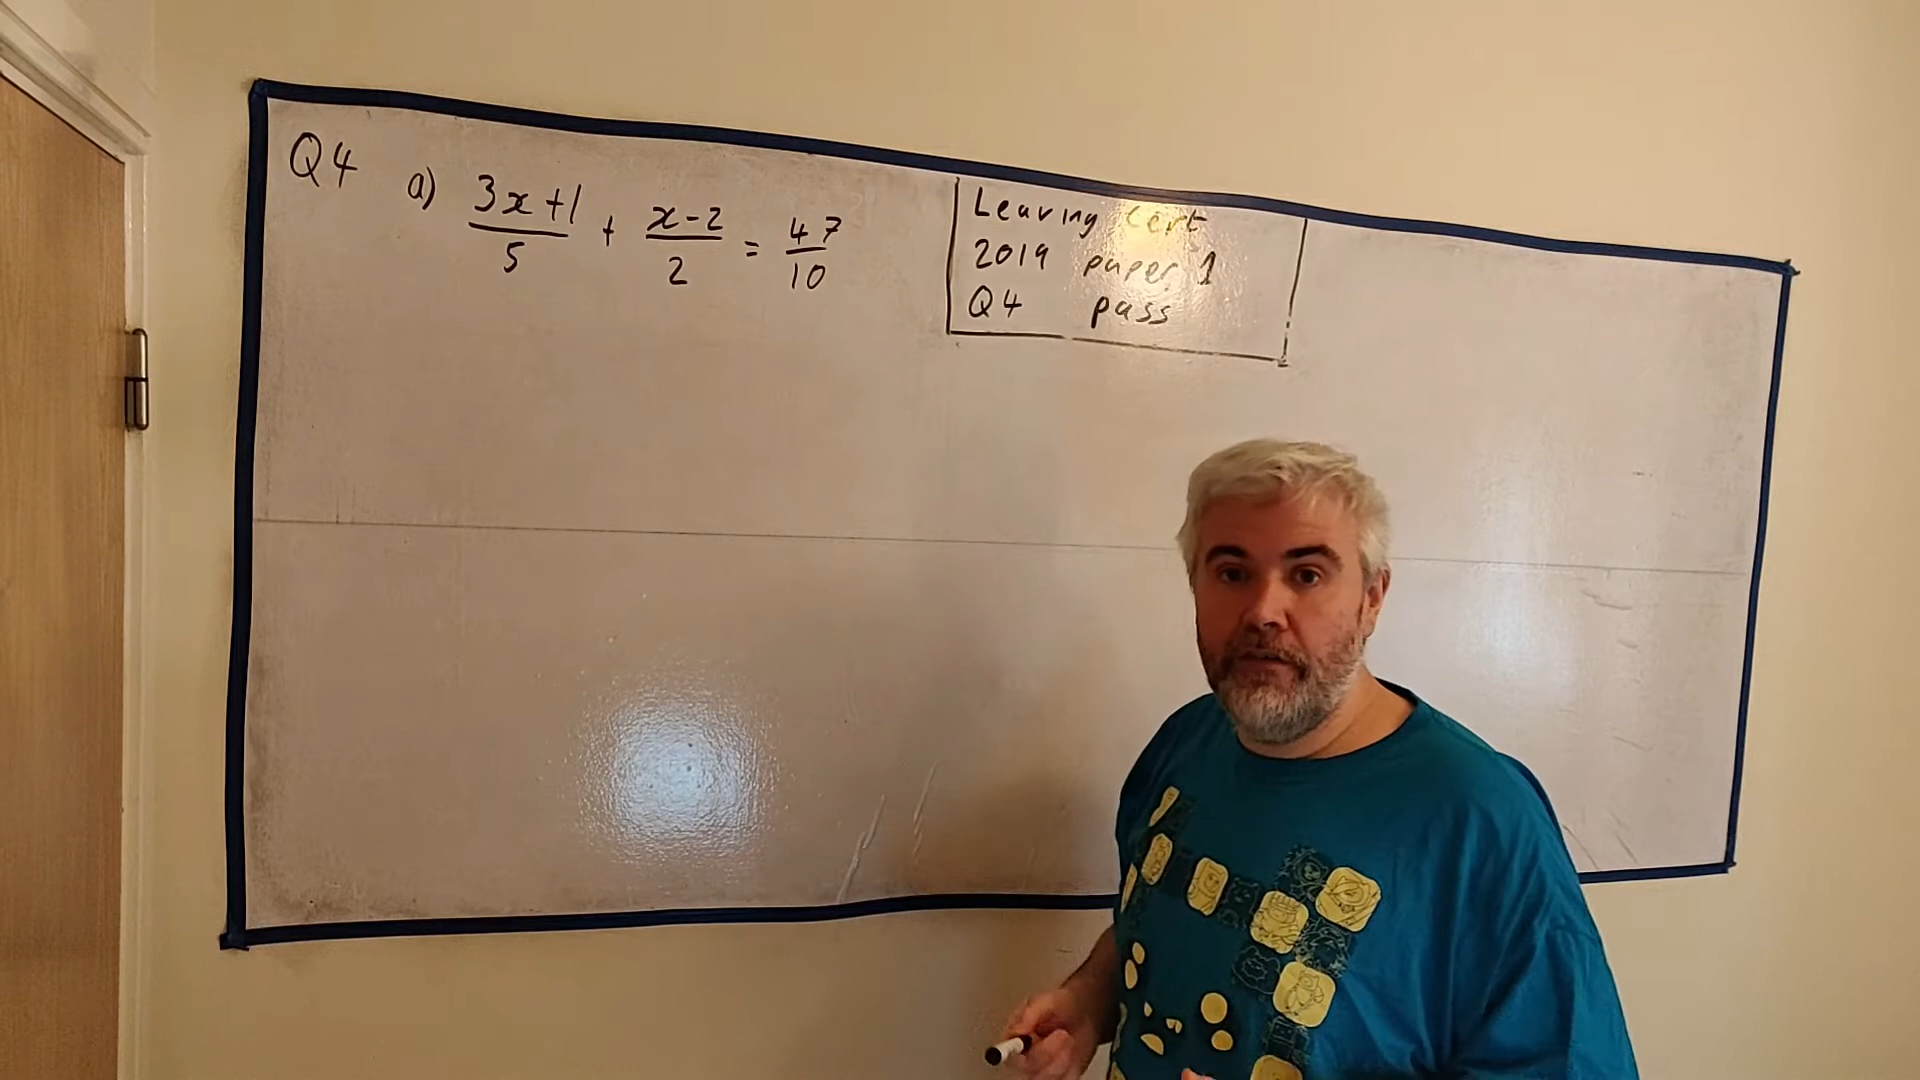 Q4 a) (3x+1)/5 + (x-2)/2 = 47/10
Leaving cert
2019 paper 1
Q4 pass